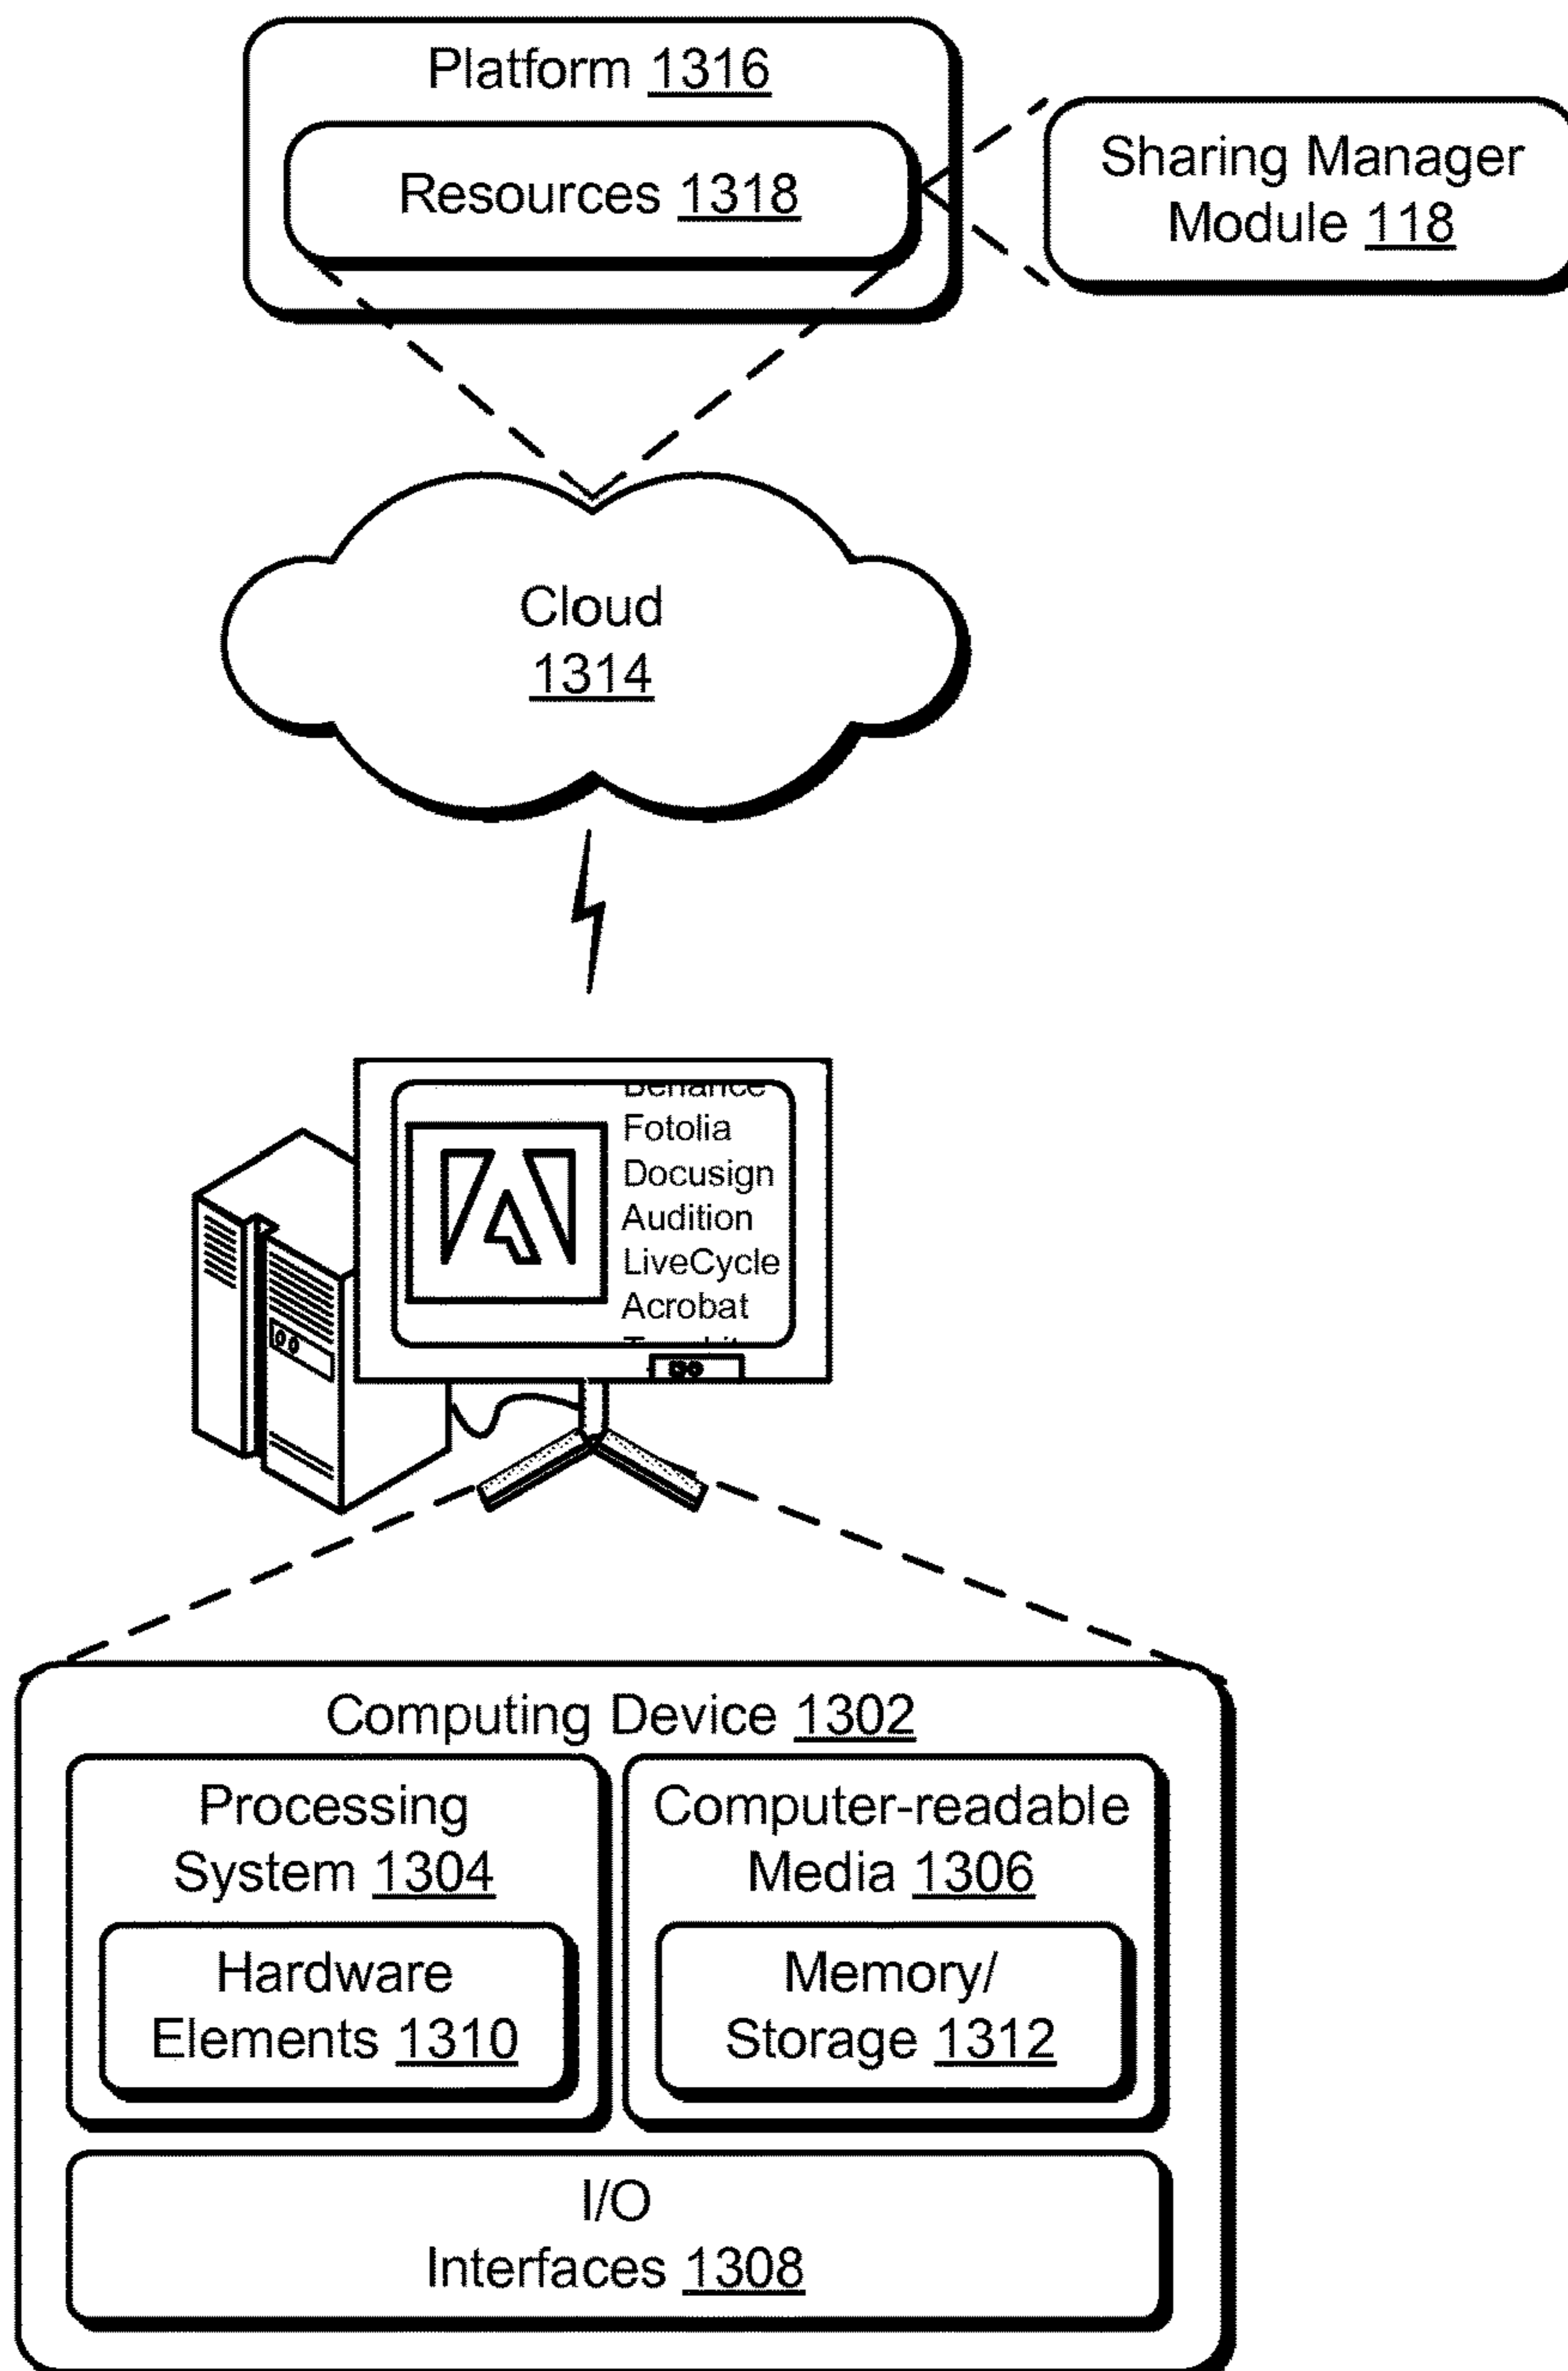 Platform 1316
Resources 1318
Sharing Manager
Module 118
Cloud
1314
Fotolia
Docusign
Audition
LiveCycle
Acrobat
Computing Device 1302
Processing
System 1304
Hardware
Elements 1310
Computer-readable
Media 1306
Memory/
Storage 1312
I/O
Interfaces 1308